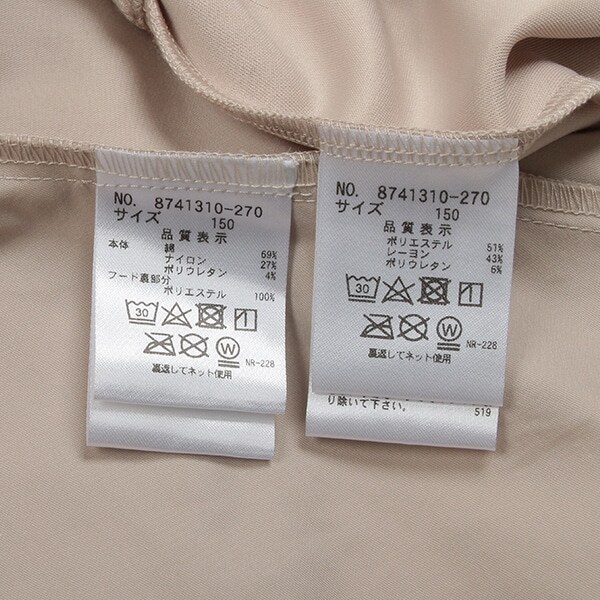 NO. 8741310-270
サイズ 150
品質表示
本体 綿 69%
ナイロン 27%
ポリウレタン 4%
フード裏部分
ポリエステル 100%
30
W
NR-228
裏返してネット使用
NO. 8741310-270
サイズ 150
品質表示
ポリエステル 51%
レーヨン 43%
ポリウレタン 6%
30
W
NR-228
裏返してネット使用
り除いて下さい。
519